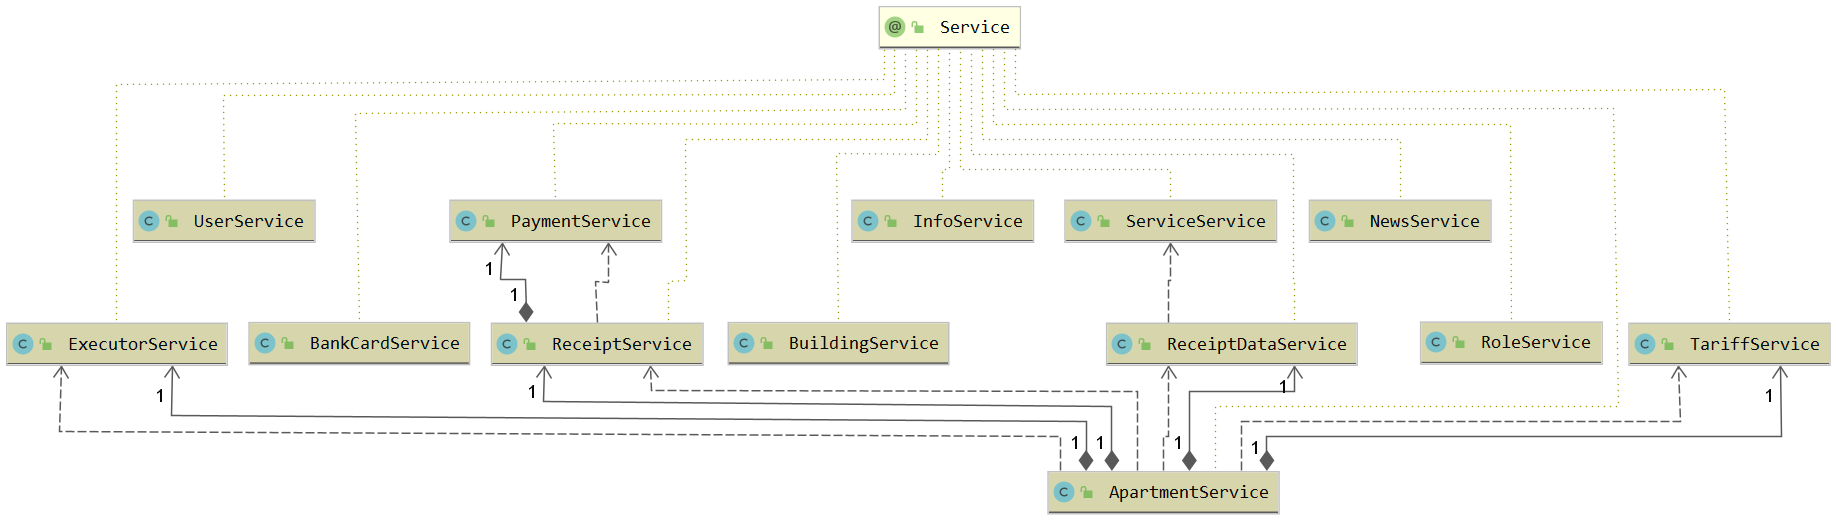 @ Service
C UserService
C PaymentService
C InfoService
C ServiceService
C NewsService
1
1
C ExecutorService
C BankCardService
C ReceiptService
C BuildingService
C ReceiptDataService
C RoleService
C TariffService
1
1
1
1
1
1
1
1
C ApartmentService